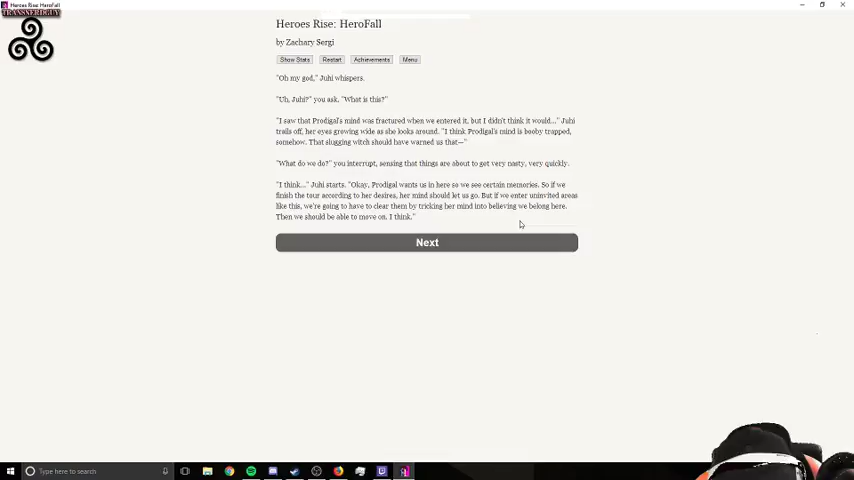 Heroes Rise: HeroFall
TRANSNERDGUY
Heroes Rise: HeroFall
by Zachary Sergi
Show Stats Restart Achievements Menu
"Oh my god," Juhi whispers.
"Uh, Juhi?" you ask. "What is this?"
"I saw that Prodigal's mind was fractured when we entered it, but I didn't think it would..." Juhi
trails off, her eyes growing wide as she looks around. "I think Prodigal's mind is booby trapped,
somehow. That slugging witch should have warned us that—"
"What do we do?" you interrupt, sensing that things are about to get very nasty, very quickly.
"I think..." Juhi starts. "Okay, Prodigal wants us in here so we see certain memories. So if we
finish the tour according to her desires, her mind should let us go. But if we enter uninvited areas
like this, we're going to have to clear them by tricking her mind into believing we belong here.
Then we should be able to move on, I think."
Next
Type here to search